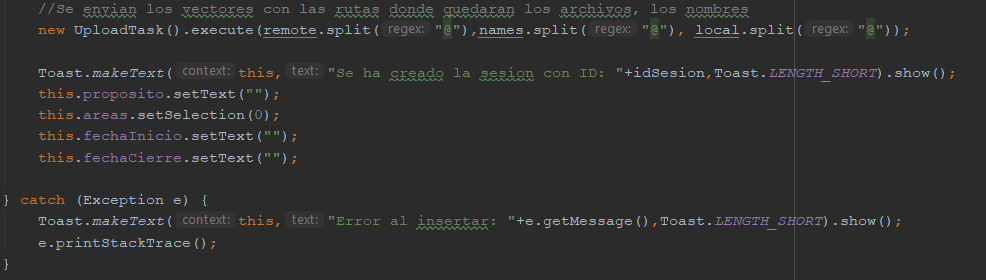 //Se envian los vectores con las rutas donde quedaran los archivos, los nombres
new UploadTask().execute(remote.split( regex: "@"),names.split( regex: "@"), local.split( regex: "@"));
Toast.makeText( context: this, text: "Se ha creado la sesion con ID: "+idSesion,Toast.LENGTH_SHORT).show();
this.proposito.setText("");
this.areas.setSelection(0);
this.fechaInicio.setText("");
this.fechaCierre.setText("");
} catch (Exception e) {
Toast.makeText( context: this, text: "Error al insertar: "+e.getMessage(),Toast.LENGTH_SHORT).show();
e.printStackTrace();
}